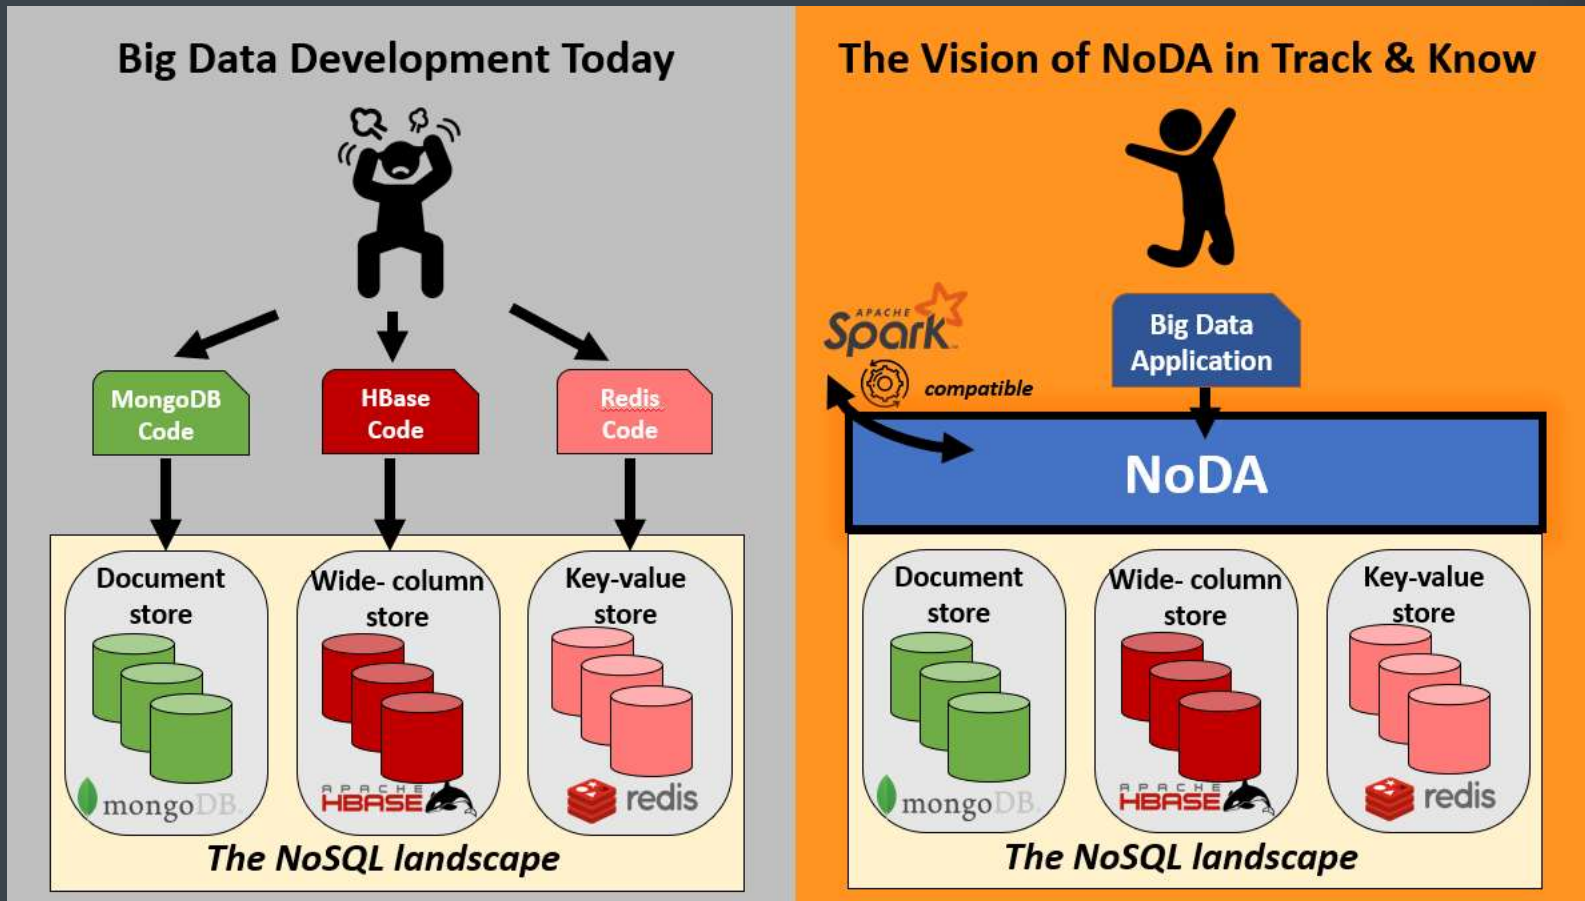 Big Data Development Today
MongoDB
Code
HBase
Code
Redis
Code
Document
store
Wide- column
store
Key-value
store
mongoDB.
APACHE
HBASE
redis
The NoSQL landscape
The Vision of NoDA in Track & Know
APACHE
Spark
compatible
Big Data
Application
NoDA
Document
store
Wide- column
store
Key-value
store
mongoDB.
APACHE
HBASE
redis
The NoSQL landscape